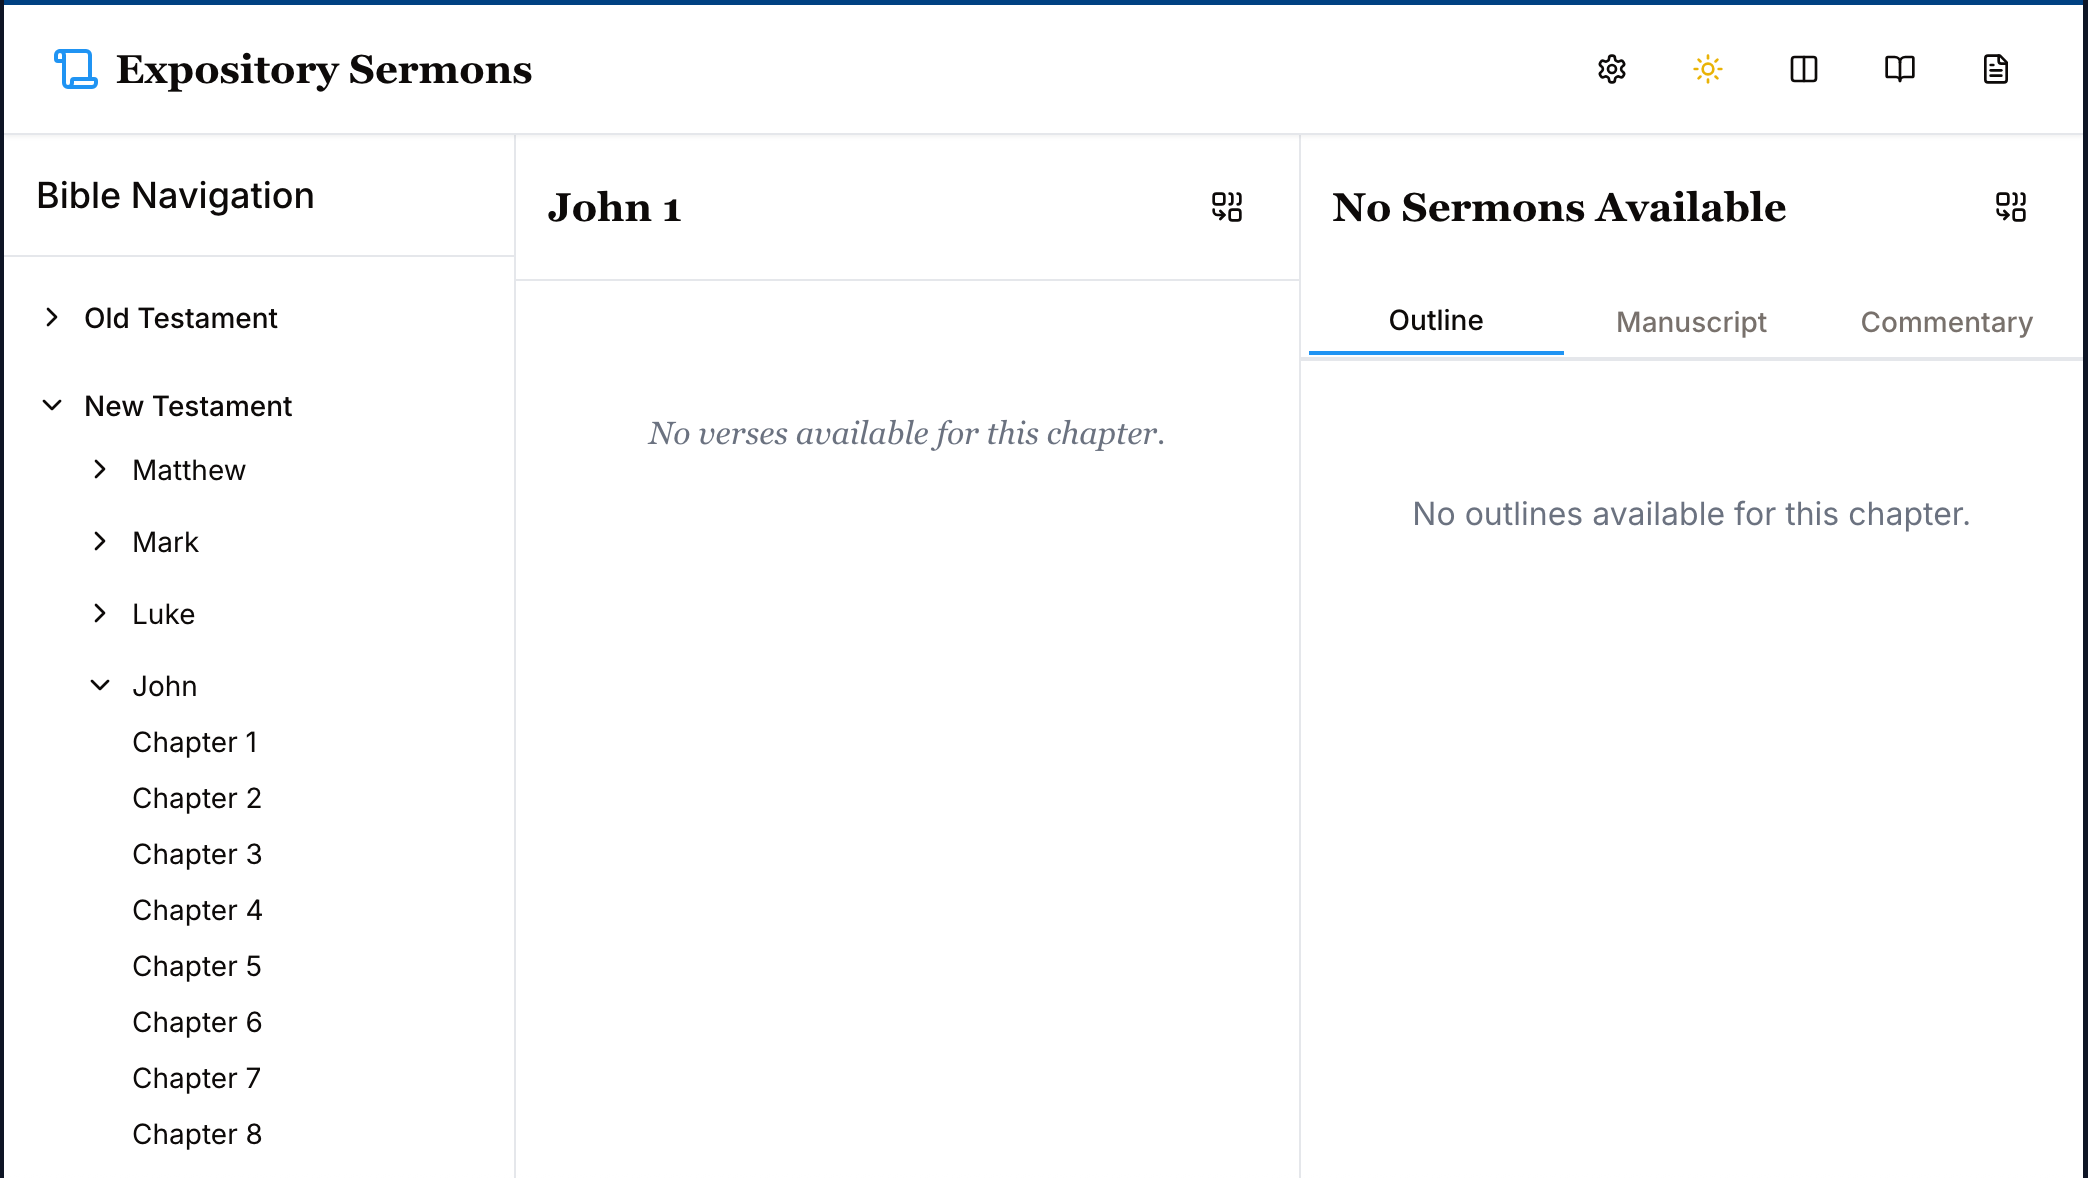 Expository Sermons
Bible Navigation
Old Testament
New Testament
Matthew
Mark
Luke
John
Chapter 1
Chapter 2
Chapter 3
Chapter 4
Chapter 5
Chapter 6
Chapter 7
Chapter 8
John 1
No verses available for this chapter.
No Sermons Available
Outline Manuscript Commentary
No outlines available for this chapter.